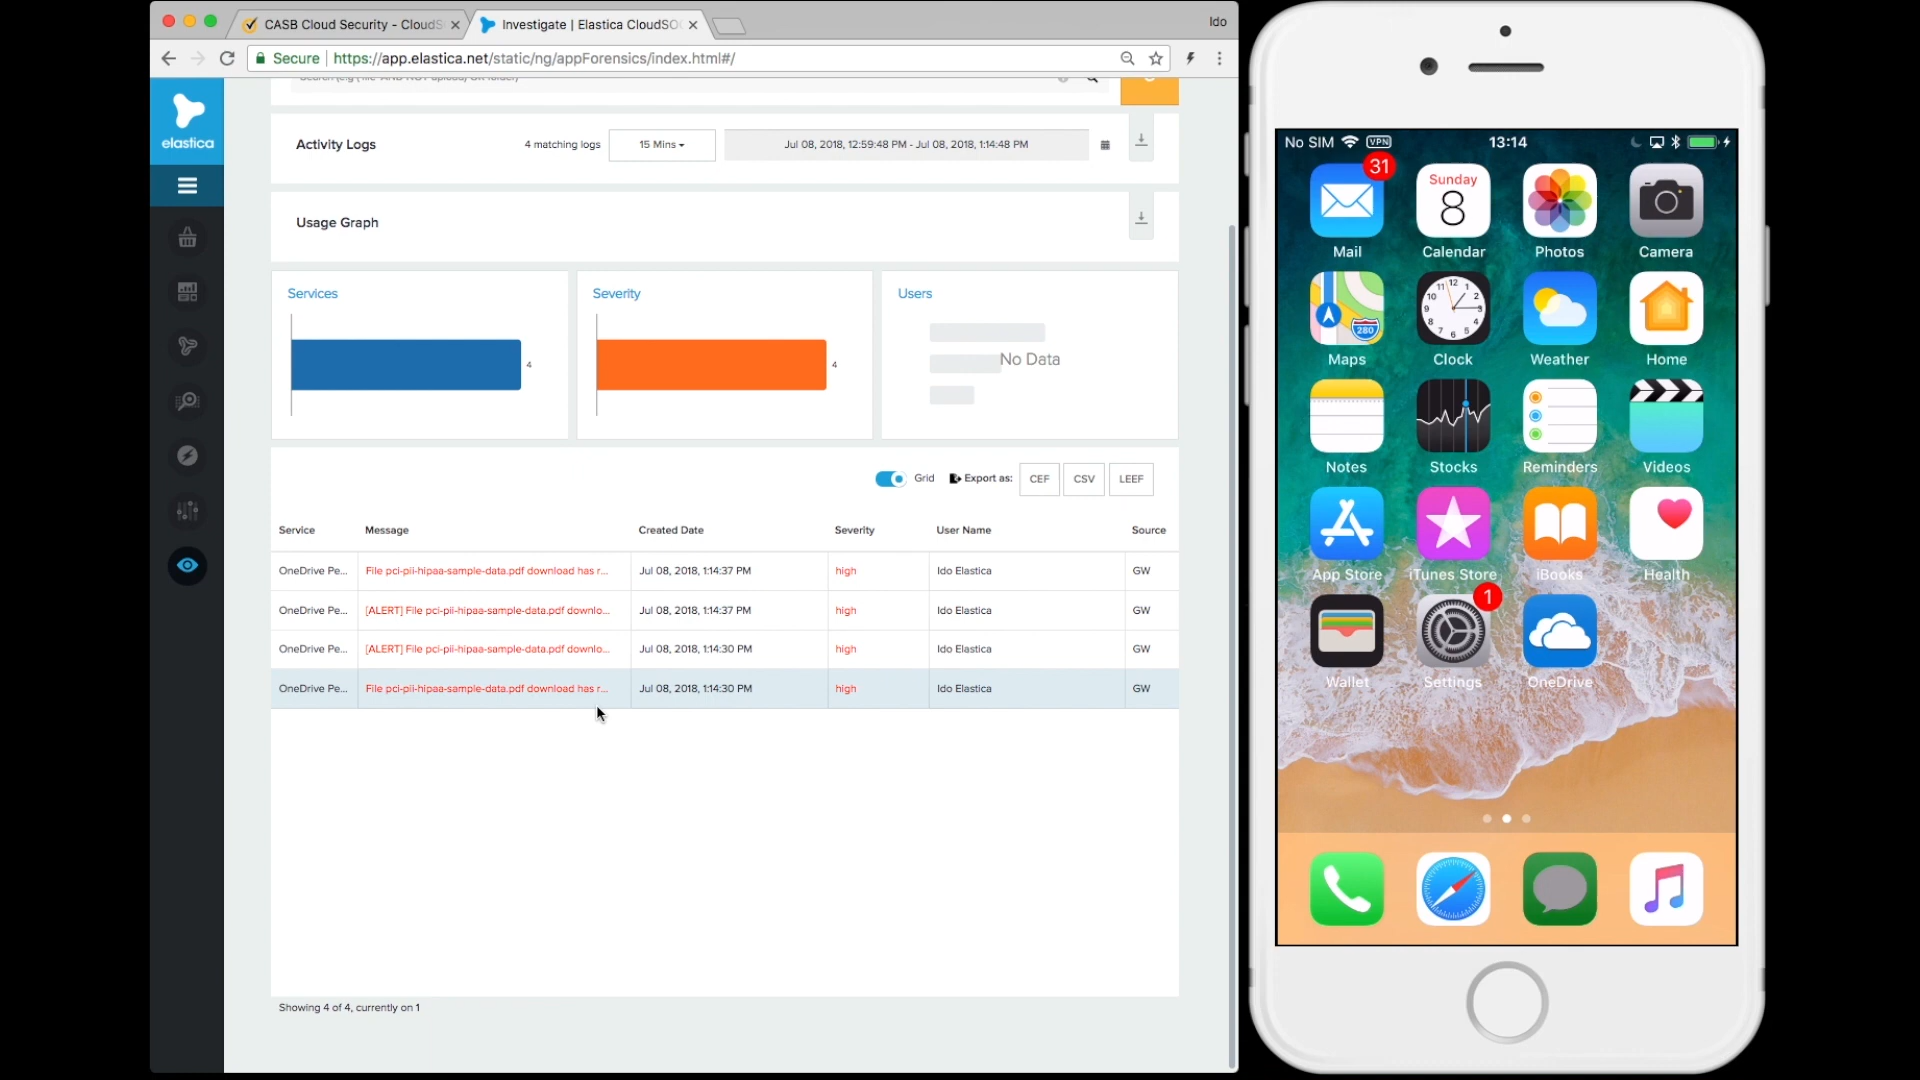 CASB Cloud Security - CloudS
Investigate | Elastica CloudSO
Ido
Secure
https://app.elastica.net/static/ng/appForensics/index.html#/
elastica
Activity Logs
4 matching logs
15 Mins
Jul 08, 2018, 12:59:48 PM - Jul 08, 2018, 1:14:48 PM
Usage Graph
Services
4
Severity
4
Users
No Data
Grid
Export as:
CEF
CSV
LEEF
Service Message Created Date Severity User Name Source
OneDrive Pe... File pci-pii-hipaa-sample-data.pdf download has r... Jul 08, 2018, 1:14:37 PM high Ido Elastica GW
OneDrive Pe... [ALERT] File pci-pii-hipaa-sample-data.pdf downlo... Jul 08, 2018, 1:14:37 PM high Ido Elastica GW
OneDrive Pe... [ALERT] File pci-pii-hipaa-sample-data.pdf downlo... Jul 08, 2018, 1:14:30 PM high Ido Elastica GW
OneDrive Pe... File pci-pii-hipaa-sample-data.pdf download has r... Jul 08, 2018, 1:14:30 PM high Ido Elastica GW
Showing 4 of 4, currently on 1
No SIM
VPN
13:14
31
Sunday
8
Mail Calendar Photos Camera
280
Maps Clock Weather Home
Notes Stocks Reminders Videos
App Store iTunes Store iBooks Health
1
Wallet Settings OneDrive